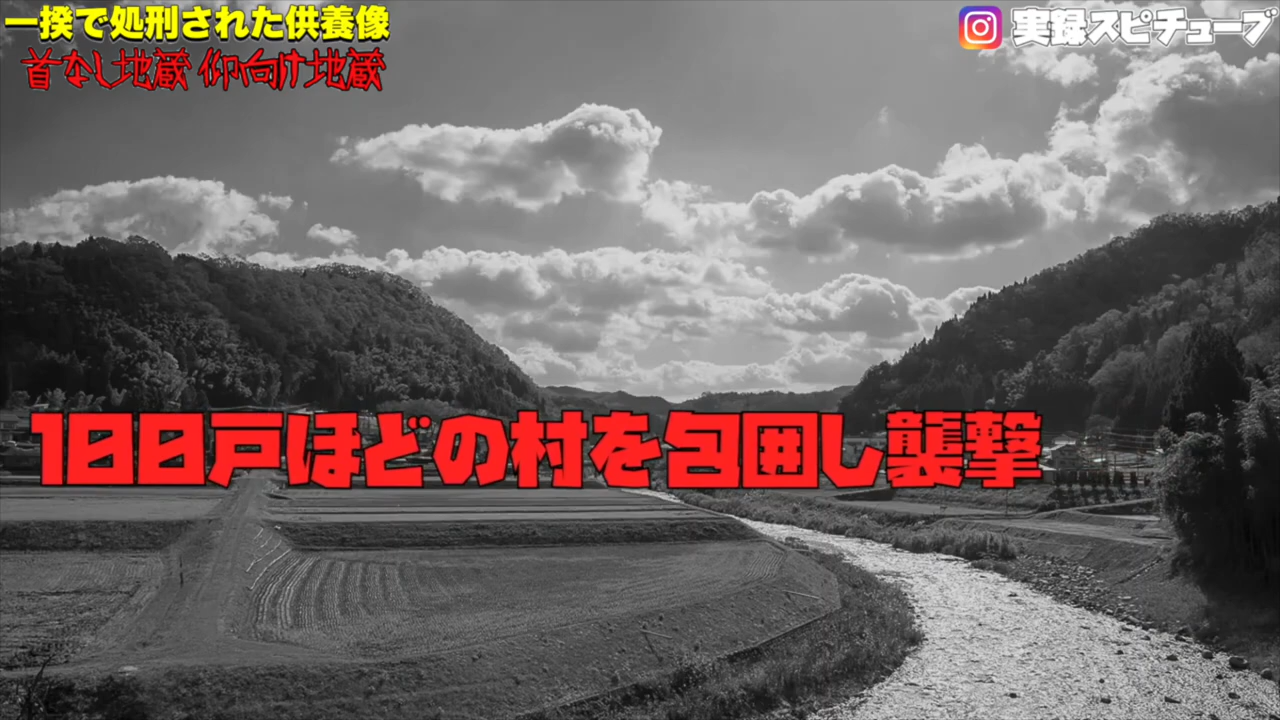 一揆で処刑された供養像
首なし地蔵 仰向け地蔵
実録スピチューブ
100戸ほどの村を包囲し襲撃